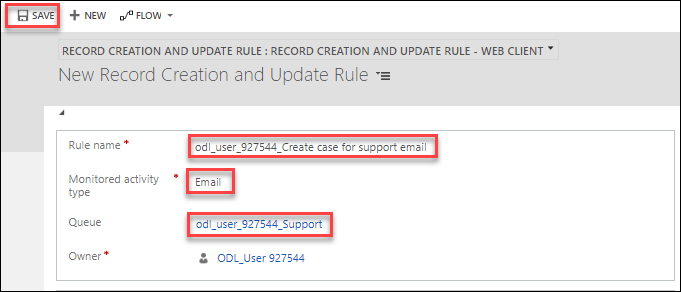 SAVE + NEW FLOW
RECORD CREATION AND UPDATE RULE : RECORD CREATION AND UPDATE RULE - WEB CLIENT
New Record Creation and Update Rule
Rule name * odl_user_927544_Create case for support email
Monitored activity * Email
type
Queue odl_user_927544_Support
Owner * ODL_User 927544